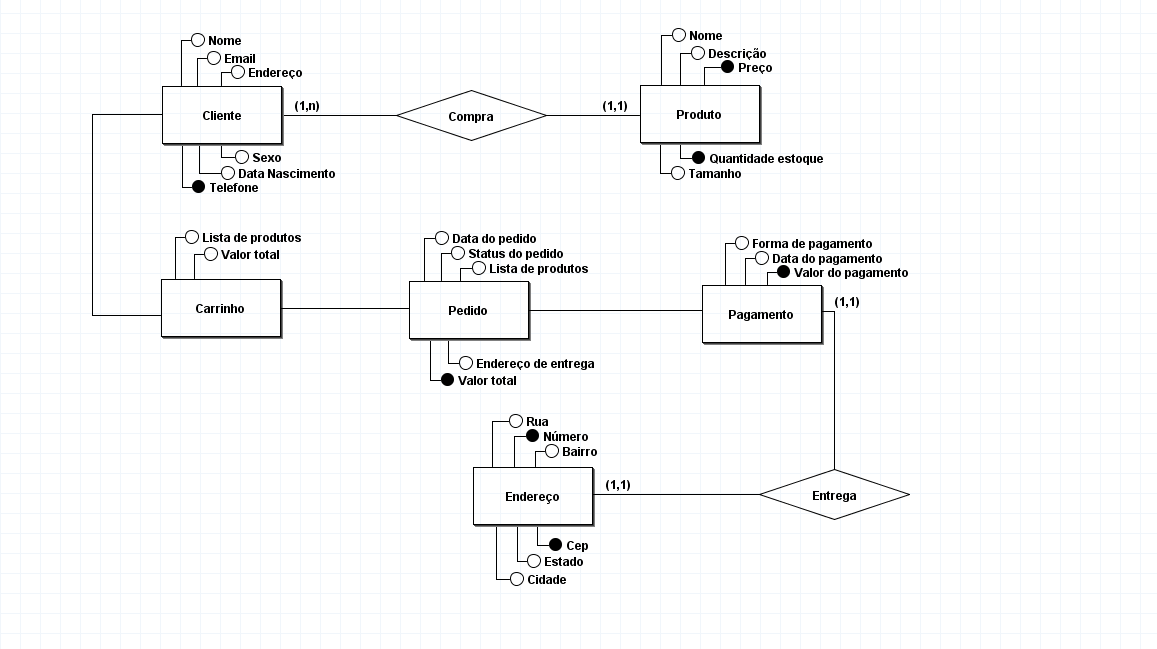 Nome
Email
Endereço
Cliente
Sexo
Data Nascimento
Telefone
(1,n)
Compra
(1,1)
Nome
Descrição
Preço
Produto
Quantidade estoque
Tamanho
Lista de produtos
Valor total
Carrinho
Data do pedido
Status do pedido
Lista de produtos
Pedido
Endereço de entrega
Valor total
Forma de pagamento
Data do pagamento
Valor do pagamento
Pagamento
(1,1)
Rua
Número
Bairro
Endereço
(1,1)
Entrega
Cep
Estado
Cidade